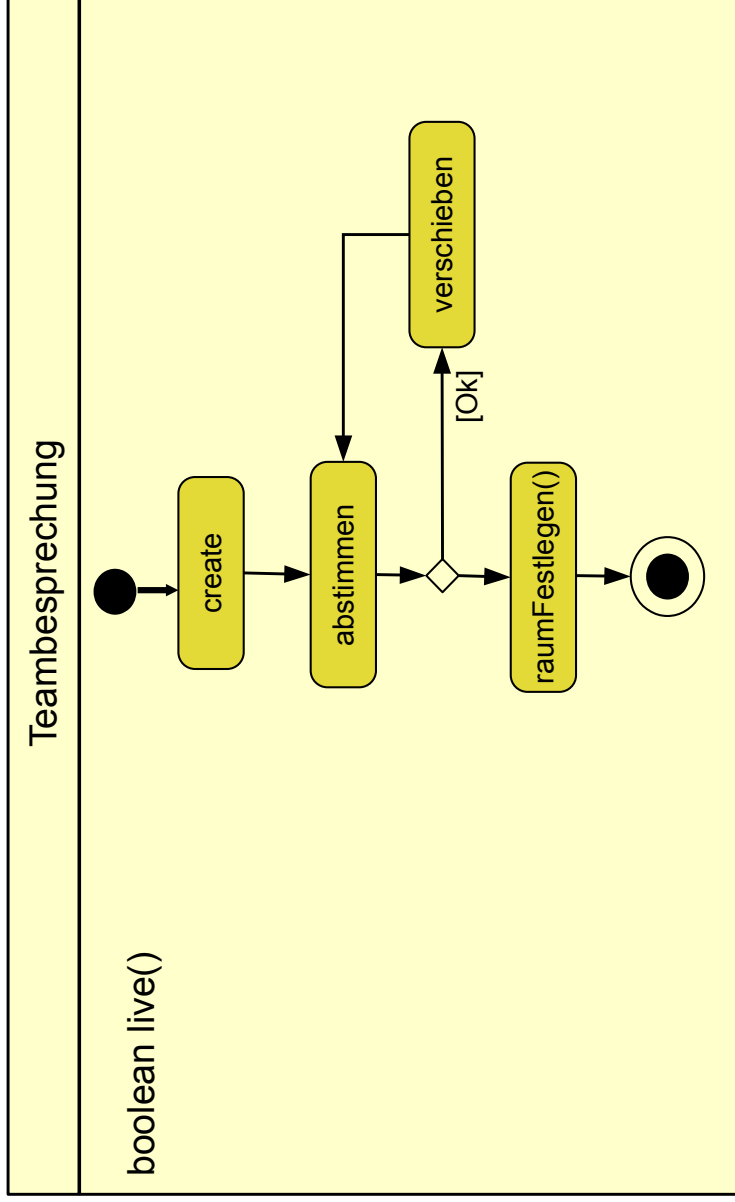 Teambesprechung
boolean live()
create
abstimmen
verschieben
[Ok]
raumFestlegen()